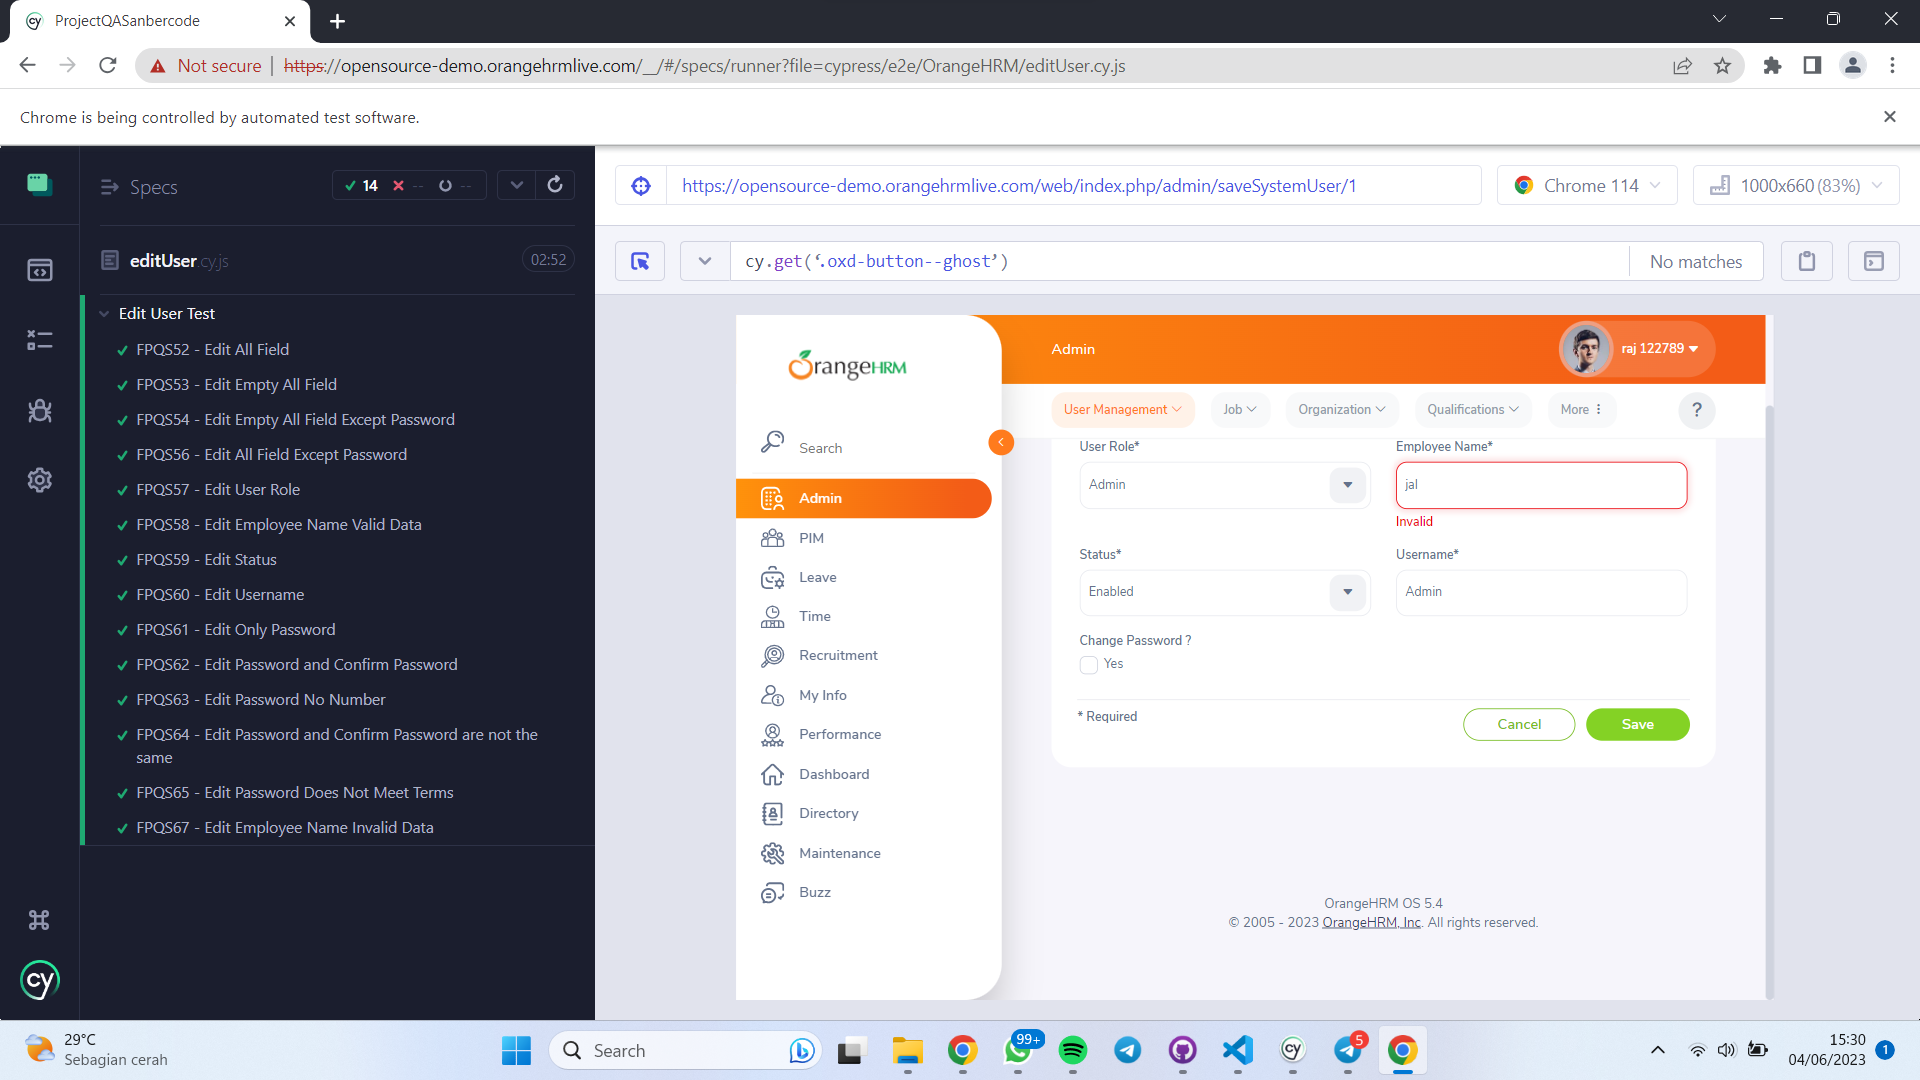 ProjectQASanbercode
Not secure
https://opensource-demo.orangehrmlive.com/__/#/specs/runner?file=cypress/e2e/OrangeHRM/editUser.cy.js
Chrome is being controlled by automated test software.
Specs
14 -- --
editUser.cy.js
02:52
Edit User Test
FPQS52 - Edit All Field
FPQS53 - Edit Empty All Field
FPQS54 - Edit Empty All Field Except Password
FPQS56 - Edit All Field Except Password
FPQS57 - Edit User Role
FPQS58 - Edit Employee Name Valid Data
FPQS59 - Edit Status
FPQS60 - Edit Username
FPQS61 - Edit Only Password
FPQS62 - Edit Password and Confirm Password
FPQS63 - Edit Password No Number
FPQS64 - Edit Password and Confirm Password are not the
same
FPQS65 - Edit Password Does Not Meet Terms
FPQS67 - Edit Employee Name Invalid Data
cy
https://opensource-demo.orangehrmlive.com/web/index.php/admin/saveSystemUser/1
Chrome 114
1000x660 (83%)
cy.get(‘.oxd-button--ghost’)
No matches
OrangeHRM
Search
Admin
PIM
Leave
Time
Recruitment
My Info
Performance
Dashboard
Directory
Maintenance
Buzz
Admin
raj 122789
User Management
Job
Organization
Qualifications
More
?
User Role*
Employee Name*
Admin
jal
Invalid
Status*
Username*
Enabled
Admin
Change Password ?
Yes
* Required
Cancel
Save
OrangeHRM OS 5.4
© 2005 - 2023 OrangeHRM, Inc. All rights reserved.
29°C
Sebagian cerah
Search
99+
cy
5
15:30
04/06/2023
1